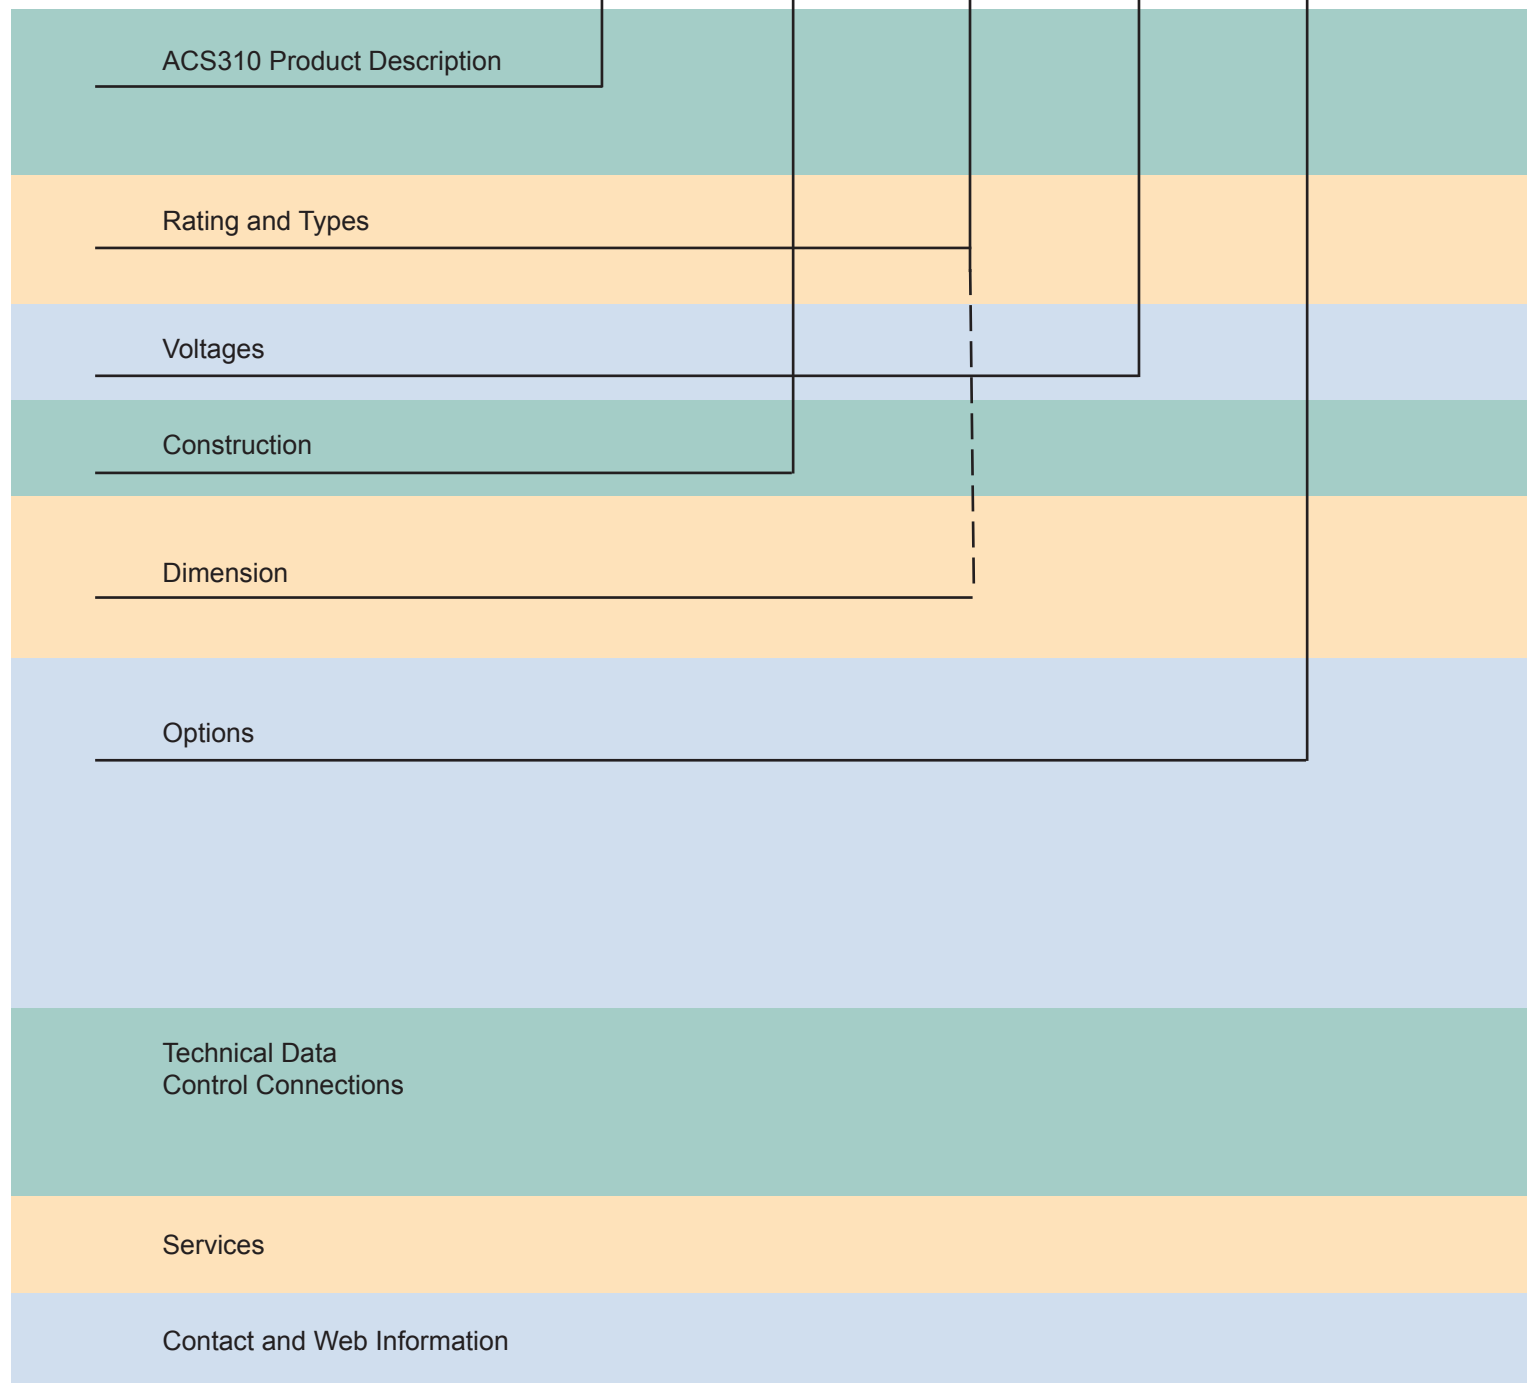 ACS310 Product Description
Rating and Types
Voltages
Construction
Dimension
Options
Technical Data
Control Connections
Services
Contact and Web Information